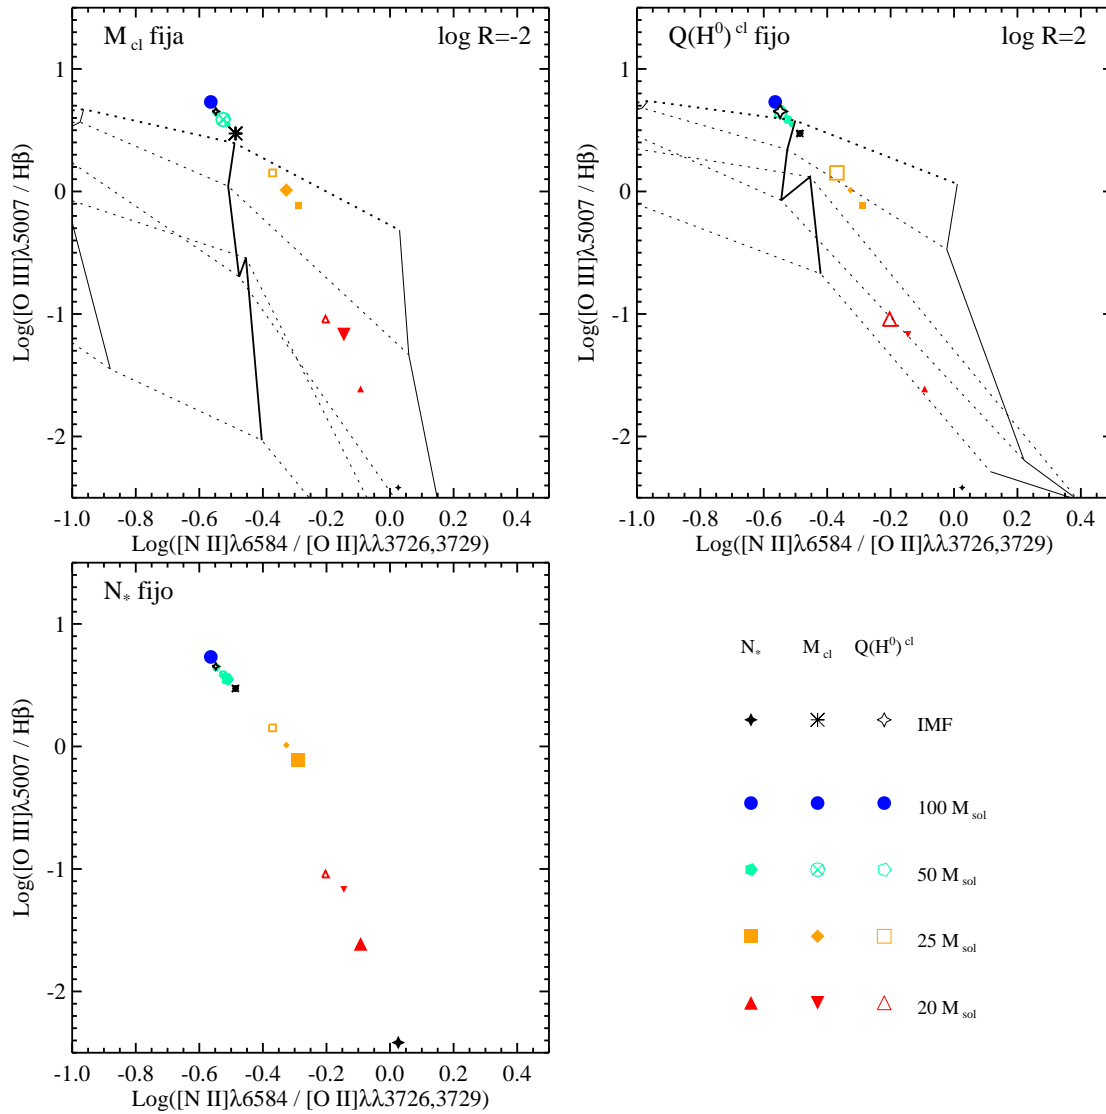 M cl fija
log R=-2
1
0
-1
-2
-1.0 -0.8 -0.6 -0.4 -0.2 0.0 0.2 0.4
Log([N II]λ6584 / [O II]λλ3726,3729)
Log([O III]λ5007 / Hβ)
Q(H⁰) ᶜˡ fijo
log R=2
1
0
-1
-2
-1.0 -0.8 -0.6 -0.4 -0.2 0.0 0.2 0.4
Log([N II]λ6584 / [O II]λλ3726,3729)
Log([O III]λ5007 / Hβ)
N* fijo
1
0
-1
-2
-1.0 -0.8 -0.6 -0.4 -0.2 0.0 0.2 0.4
Log([N II]λ6584 / [O II]λλ3726,3729)
Log([O III]λ5007 / Hβ)
N* M cl Q(H⁰) ᶜˡ
IMF
100 M sol
50 M sol
25 M sol
20 M sol